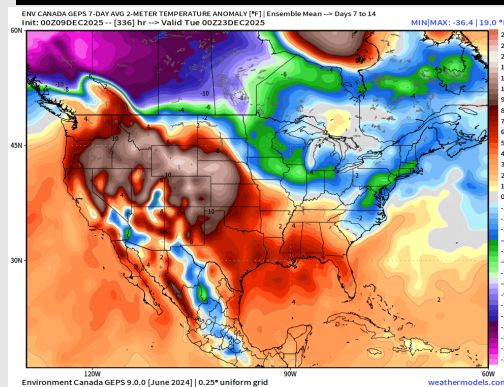 ENV CANADA GEPS 7-DAY AVG 2-METER TEMPERATURE ANOMALY [°F] | Ensemble Mean --> Days 7 to 14
Init: 00Z09DEC2025 -- [336] hr --> Valid Tue 00Z23DEC2025 MIN|MAX: -36.4 | 19.0 °
60N
45N
30N
120W 90W 60W
Environment Canada GEPS 9.0.0 [June 2024] | 0.25° uniform grid weathermodels.co